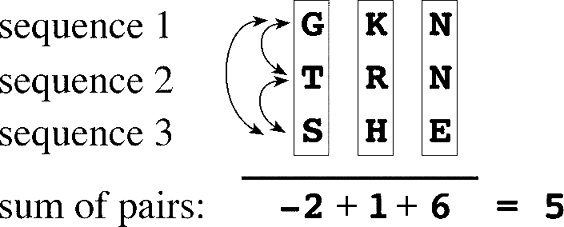 sequence 1 G K N
sequence 2 T R N
sequence 3 S H E
sum of pairs: -2 + 1 + 6 = 5